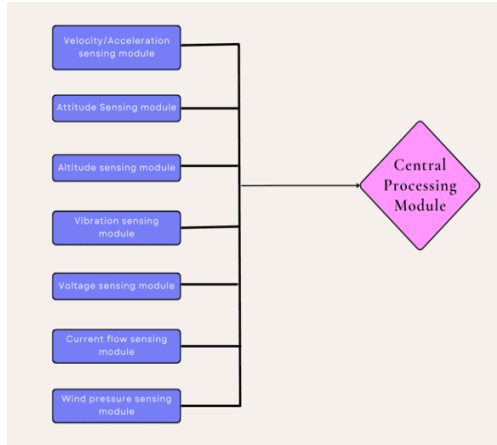 Velocity/Acceleration
sensing module
Attitude Sensing module
Altitude sensing module
Vibration sensing
module
Voltage sensing module
Current flow sensing
module
Wind pressure sensing
module
Central
Processing
Module